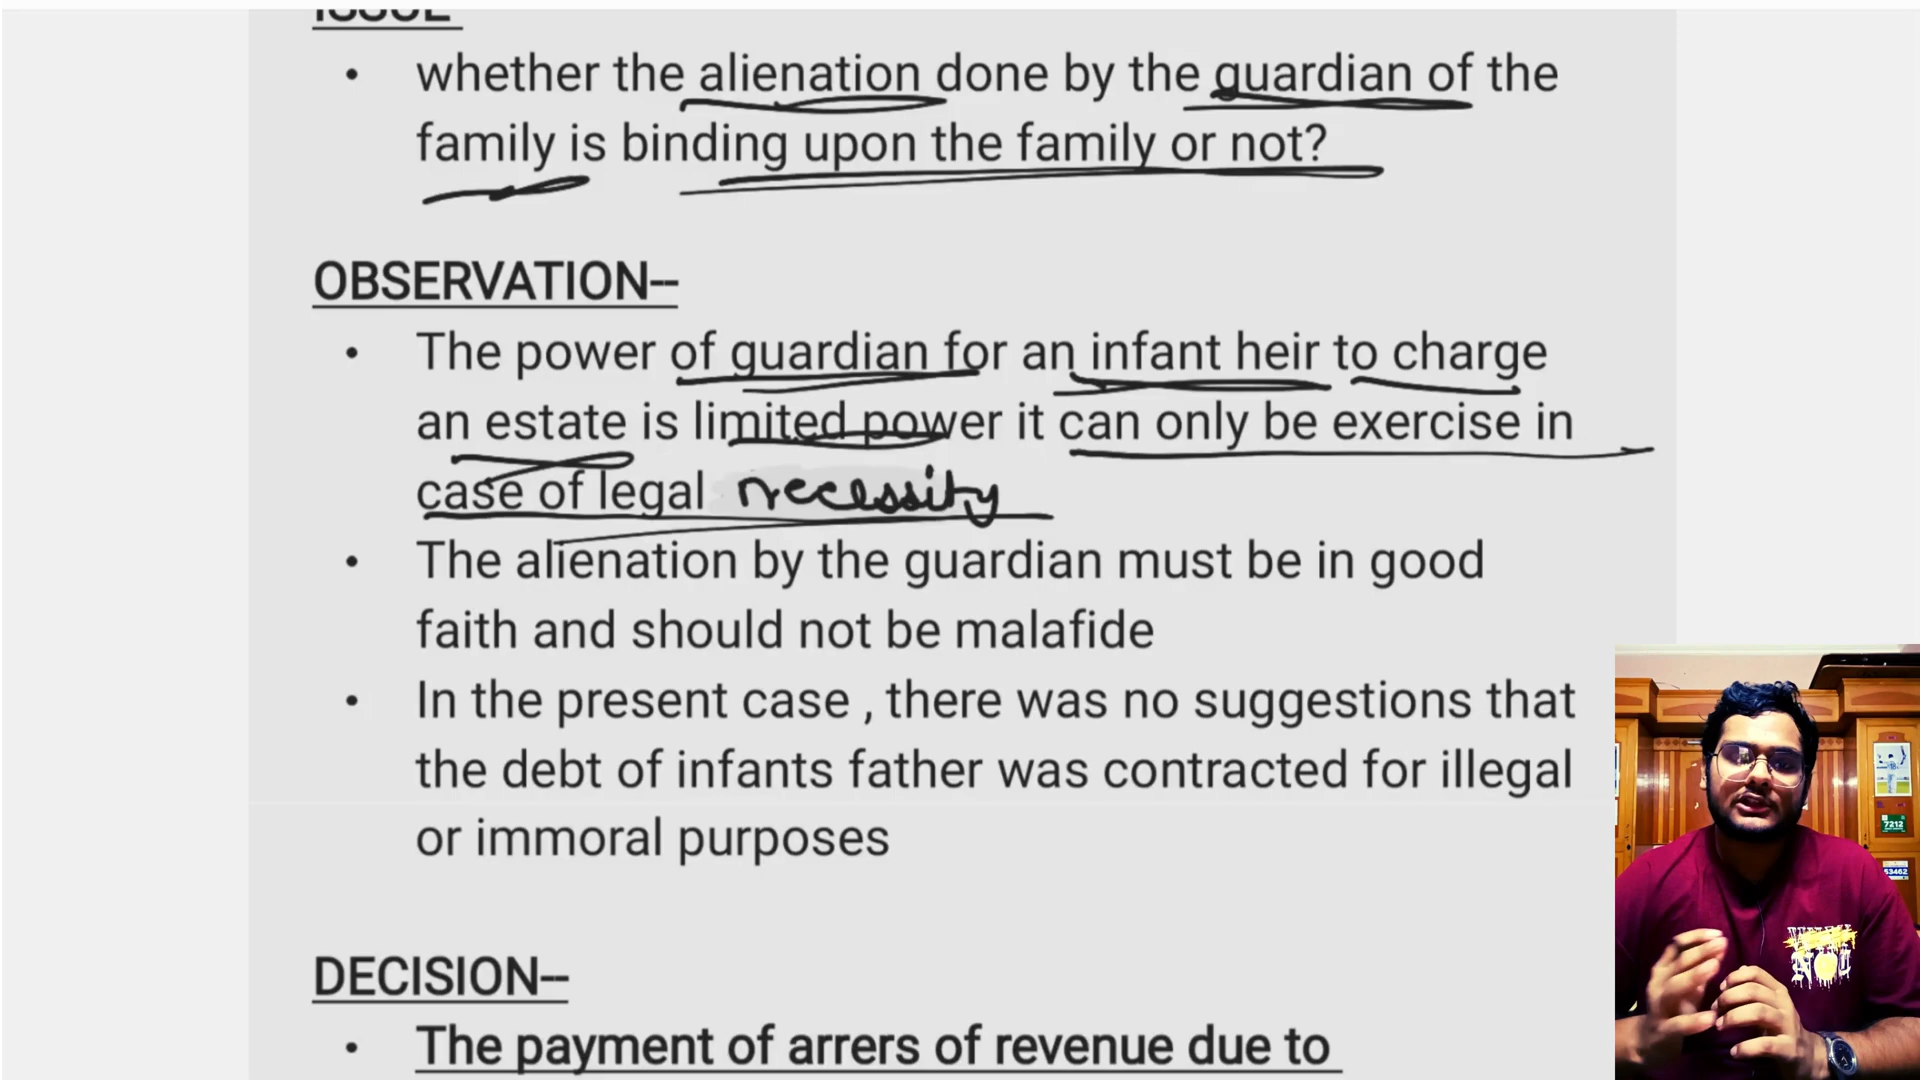 ISSUE
• whether the alienation done by the guardian of the
family is binding upon the family or not?
OBSERVATION--
• The power of guardian for an infant heir to charge
an estate is limited power it can only be exercise in
case of legal necessity
• The alienation by the guardian must be in good
faith and should not be malafide
• In the present case , there was no suggestions that
the debt of infants father was contracted for illegal
or immoral purposes
DECISION--
• The payment of arrers of revenue due to
7212
53462